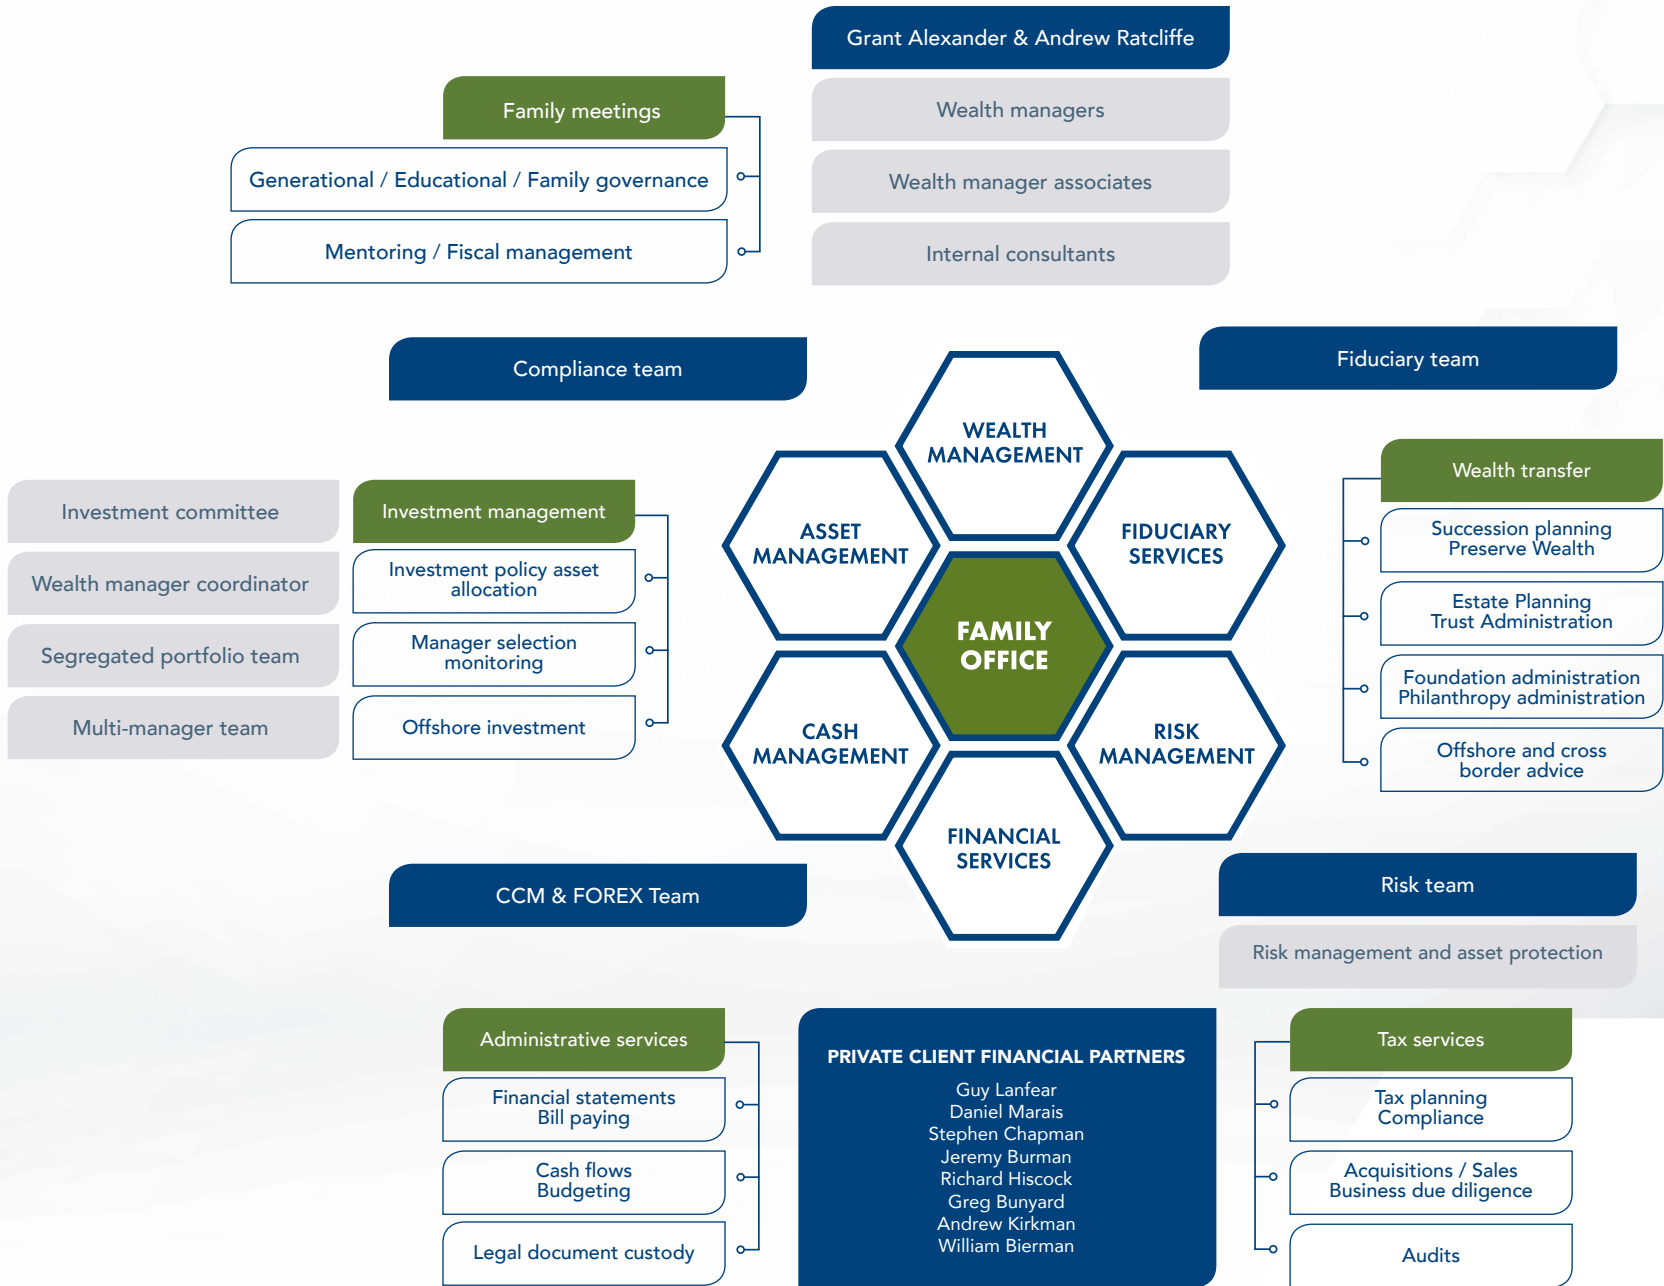 Grant Alexander & Andrew Ratcliffe
Wealth managers
Wealth manager associates
Internal consultants
Family meetings
Generational / Educational / Family governance
Mentoring / Fiscal management
Compliance team
Fiduciary team
Investment committee
Wealth manager coordinator
Segregated portfolio team
Multi-manager team
Investment management
Investment policy asset
allocation
Manager selection
monitoring
Offshore investment
WEALTH
MANAGEMENT
ASSET
MANAGEMENT
FIDUCIARY
SERVICES
FAMILY
OFFICE
CASH
MANAGEMENT
RISK
MANAGEMENT
FINANCIAL
SERVICES
Wealth transfer
Succession planning
Preserve Wealth
Estate Planning
Trust Administration
Foundation administration
Philanthropy administration
Offshore and cross
border advice
CCM & FOREX Team
Risk team
Risk management and asset protection
Administrative services
Financial statements
Bill paying
Cash flows
Budgeting
Legal document custody
PRIVATE CLIENT FINANCIAL PARTNERS
Guy Lanfear
Daniel Marais
Stephen Chapman
Jeremy Burman
Richard Hiscock
Greg Bunyard
Andrew Kirkman
William Bierman
Tax services
Tax planning
Compliance
Acquisitions / Sales
Business due diligence
Audits